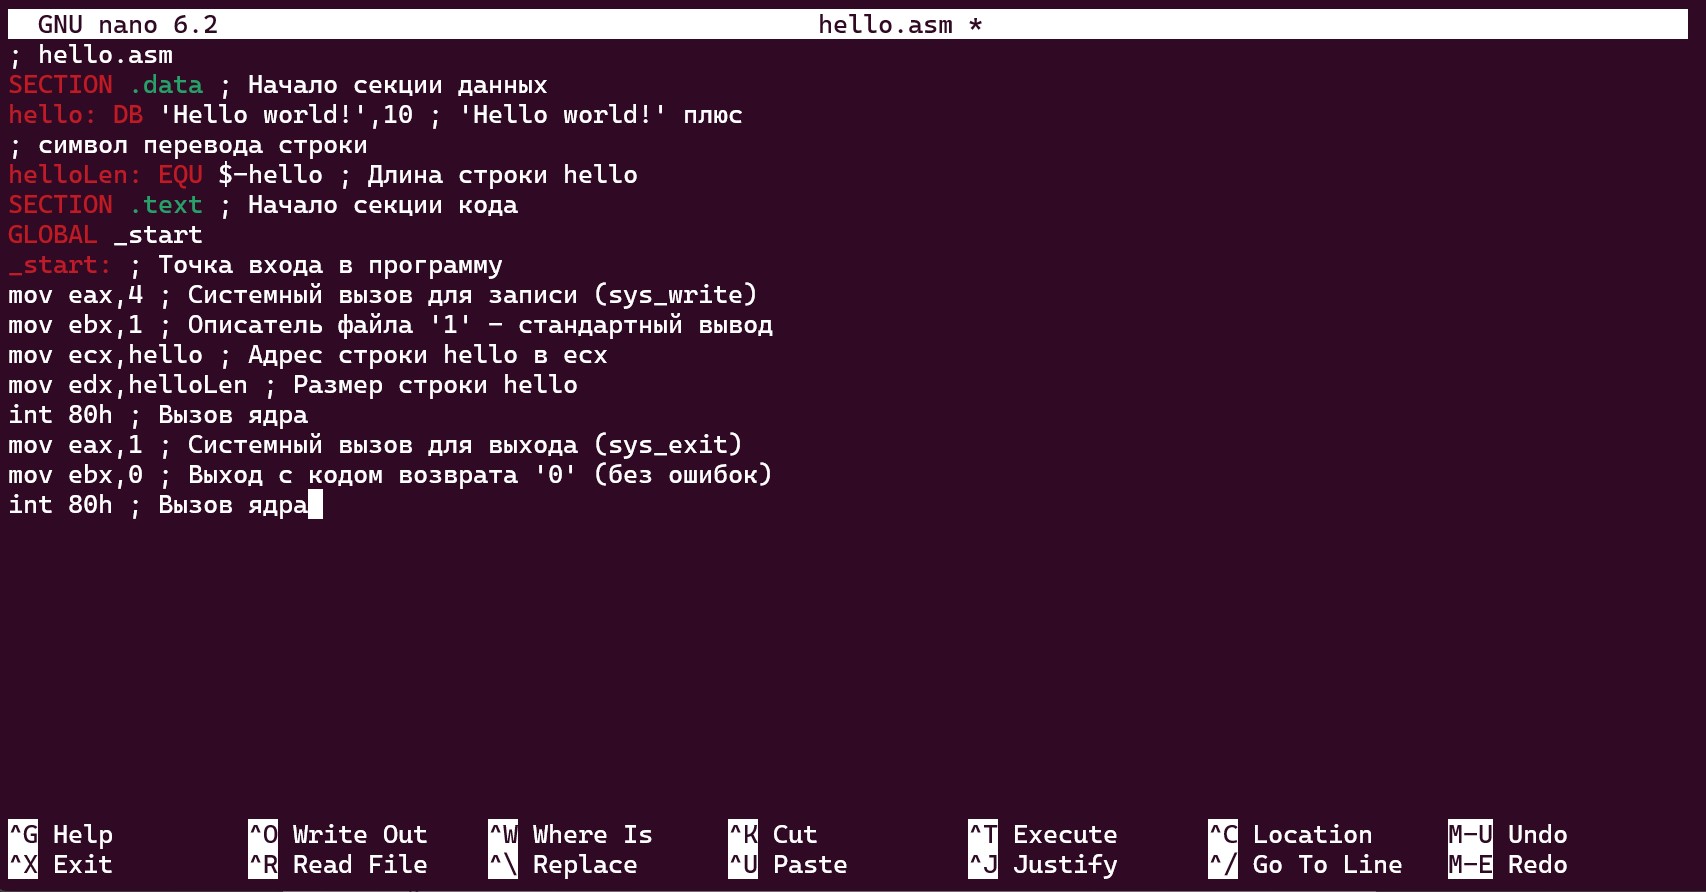 GNU nano 6.2 hello.asm *
; hello.asm
SECTION .data ; Начало секции данных
hello: DB 'Hello world!',10 ; 'Hello world!' плюс
; символ перевода строки
helloLen: EQU $-hello ; Длина строки hello
SECTION .text ; Начало секции кода
GLOBAL _start
_start: ; Точка входа в программу
mov eax,4 ; Системный вызов для записи (sys_write)
mov ebx,1 ; Описатель файла '1' - стандартный вывод
mov ecx,hello ; Адрес строки hello в ecx
mov edx,helloLen ; Размер строки hello
int 80h ; Вызов ядра
mov eax,1 ; Системный вызов для выхода (sys_exit)
mov ebx,0 ; Выход с кодом возврата '0' (без ошибок)
int 80h ; Вызов ядра
^G Help ^O Write Out ^W Where Is ^K Cut ^T Execute ^C Location M-U Undo
^X Exit ^R Read File ^\ Replace ^U Paste ^J Justify ^/ Go To Line M-E Redo